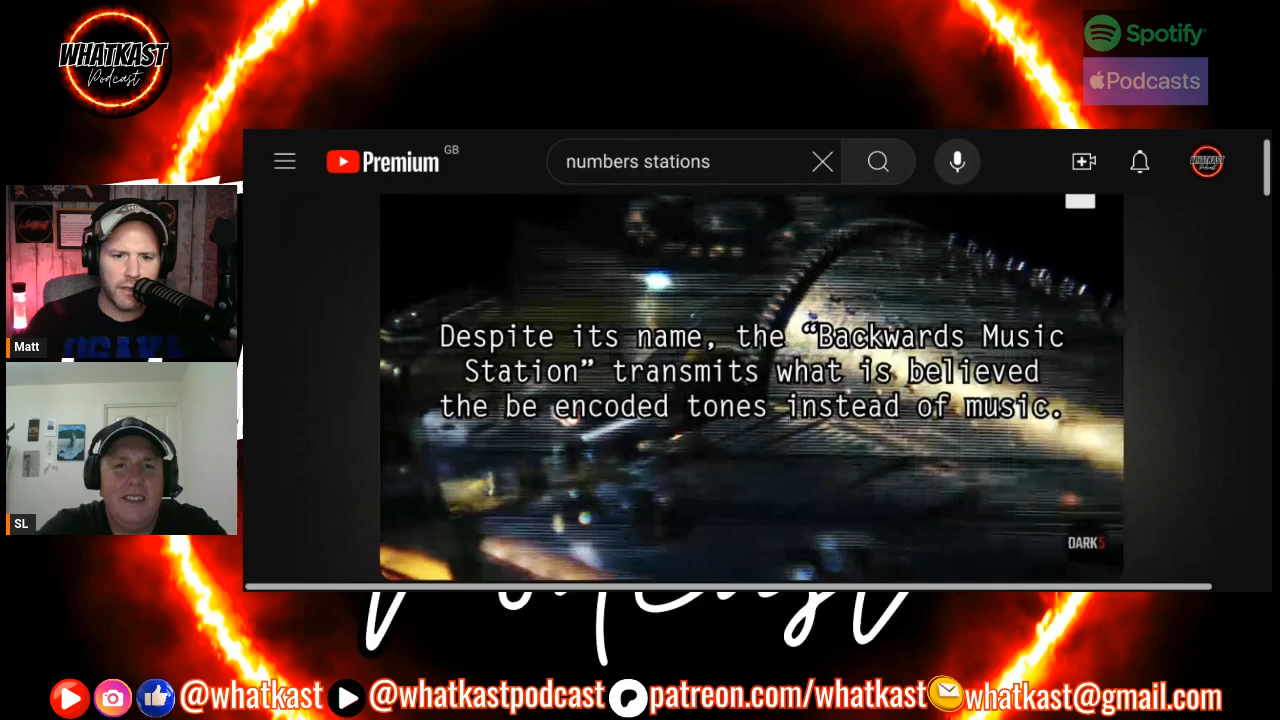 WHATKAST
Podcast
Spotify
Podcasts
Premium GB
numbers stations
WHATKAST
Matt
SL
Despite its name, the “Backwards Music
Station” transmits what is believed
the be encoded tones instead of music.
DARK5
@whatkast @whatkastpodcast patreon.com/whatkast whatkast@gmail.com